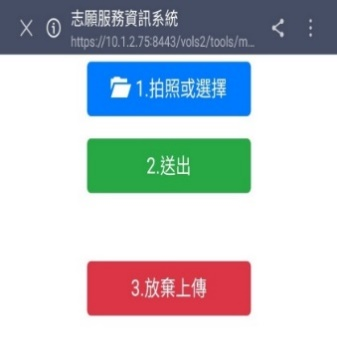 志願服務資訊系統
https://10.1.2.75:8443/vols2/tools/m...
1.拍照或選擇
2.送出
3.放棄上傳